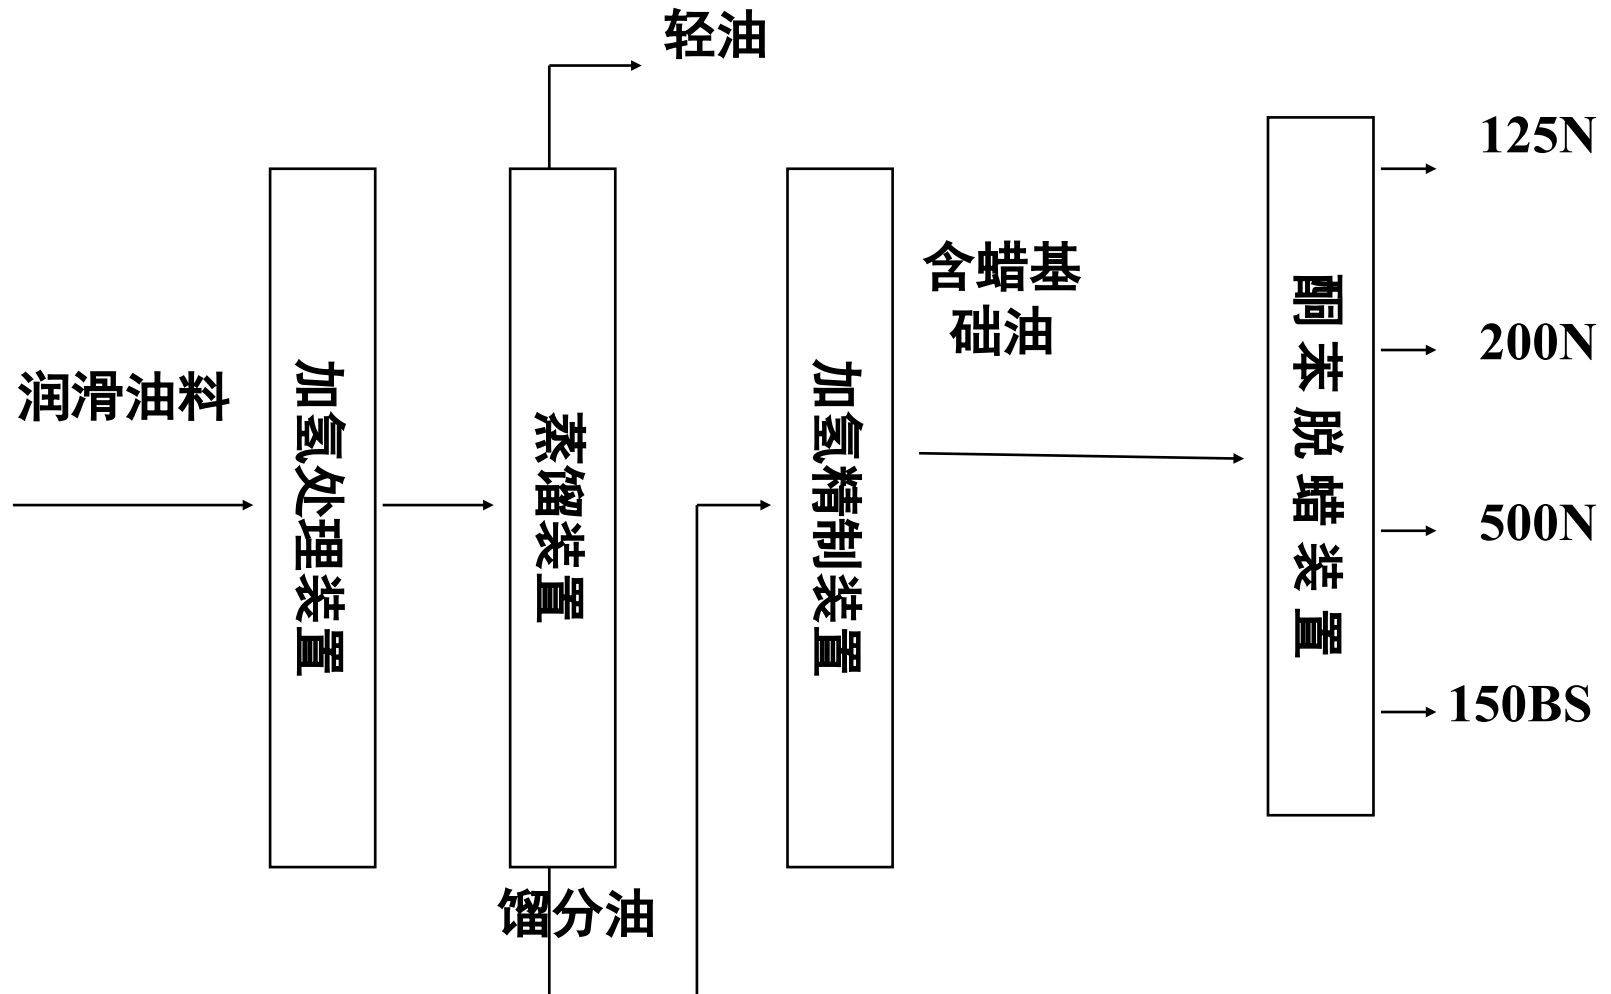 轻油
润滑油料
加氢处理装置
蒸馏装置
馏分油
加氢精制装置
含蜡基
础油
酮苯脱蜡装置
125N
200N
500N
150BS